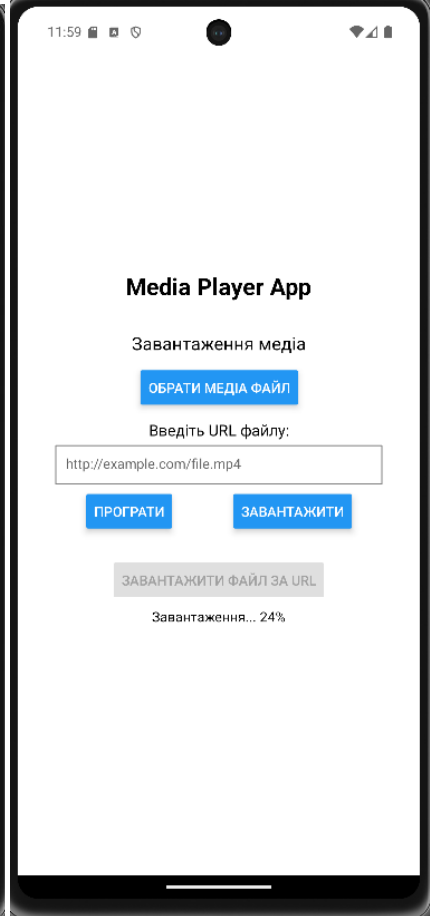 11:59
Media Player App
Завантаження медіа
ОБРАТИ МЕДІА ФАЙЛ
Введіть URL файлу:
http://example.com/file.mp4
ПРОГРАТИ ЗАВАНТАЖИТИ
ЗАВАНТАЖИТИ ФАЙЛ ЗА URL
Завантаження... 24%